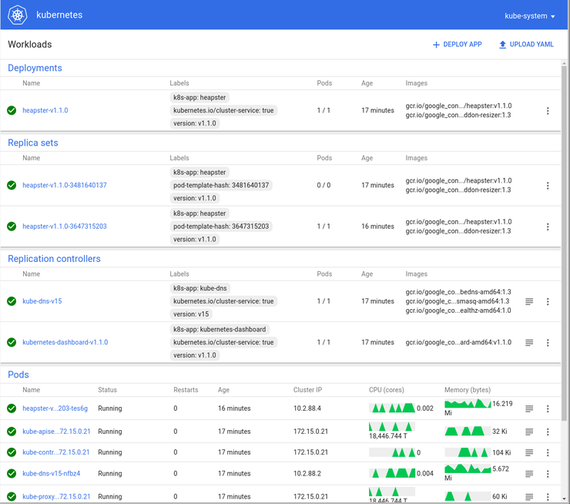 kubernetes kube-system
Workloads DEPLOY APP UPLOAD YAML
Deployments
Name Labels Pods Age Images
heapster-v1.1.0 k8s-app: heapster kubernetes.io/cluster-service: true version: v1.1.0 1 / 1 17 minutes gcr.io/google_con.../heapster:v1.1.0 gcr.io/google_con...ddon-resizer:1.3
Replica sets
Name Labels Pods Age Images
heapster-v1.1.0-3481640137 k8s-app: heapster pod-template-hash: 3481640137 version: v1.1.0 0 / 0 17 minutes gcr.io/google_con.../heapster:v1.1.0 gcr.io/google_con...ddon-resizer:1.3
heapster-v1.1.0-3647315203 k8s-app: heapster pod-template-hash: 3647315203 version: v1.1.0 1 / 1 16 minutes gcr.io/google_con.../heapster:v1.1.0 gcr.io/google_con...ddon-resizer:1.3
Replication controllers
Name Labels Pods Age Images
kube-dns-v15 k8s-app: kube-dns kubernetes.io/cluster-service: true version: v15 1 / 1 17 minutes gcr.io/google_co...bedns-amd64:1.3 gcr.io/google_c...smasq-amd64:1.3 gcr.io/google_co...ealthz-amd64:1.0
kubernetes-dashboard-v1.1.0 k8s-app: kubernetes-dashboard kubernetes.io/cluster-service: true version: v1.1.0 1 / 1 17 minutes gcr.io/google_co...ard-amd64:v1.1.0
Pods
Name Status Restarts Age Cluster IP CPU (cores) Memory (bytes)
heapster-v...203-tes6g Running 0 16 minutes 10.2.88.4 0.002 16.219 Mi
kube-apise...72.15.0.21 Running 0 17 minutes 172.15.0.21 18,446.744 T 32 Ki
kube-contr...72.15.0.21 Running 0 17 minutes 172.15.0.21 0 104 Ki
kube-dns-v15-nfbz4 Running 0 17 minutes 10.2.88.2 0.004 5.672 Mi
kube-proxy...72.15.0.21 Running 0 17 minutes 172.15.0.21 18,446.744 T 60 Ki